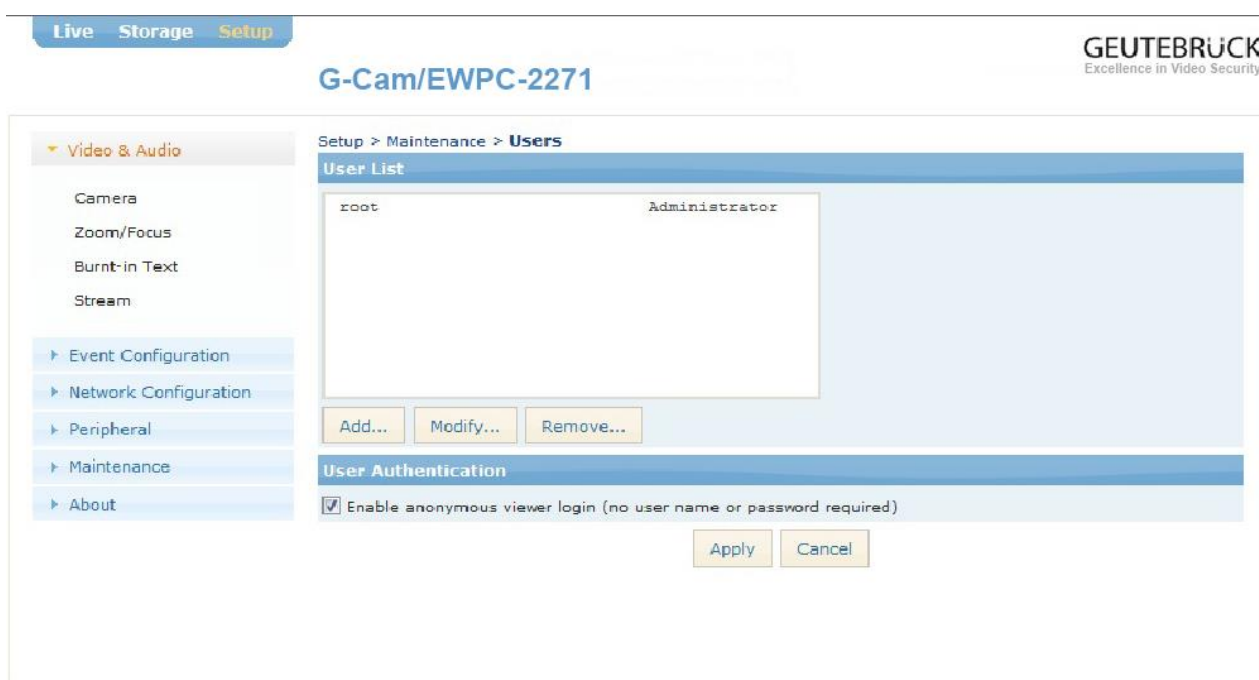 Live Storage Setup
GEUTEBRÜCK
Excellence in Video Security
G-Cam/EWPC-2271
Video & Audio
Camera
Zoom/Focus
Burnt-in Text
Stream
Event Configuration
Network Configuration
Peripheral
Maintenance
About
Setup > Maintenance > Users
User List
root Administrator
Add... Modify... Remove...
User Authentication
Enable anonymous viewer login (no user name or password required)
Apply Cancel